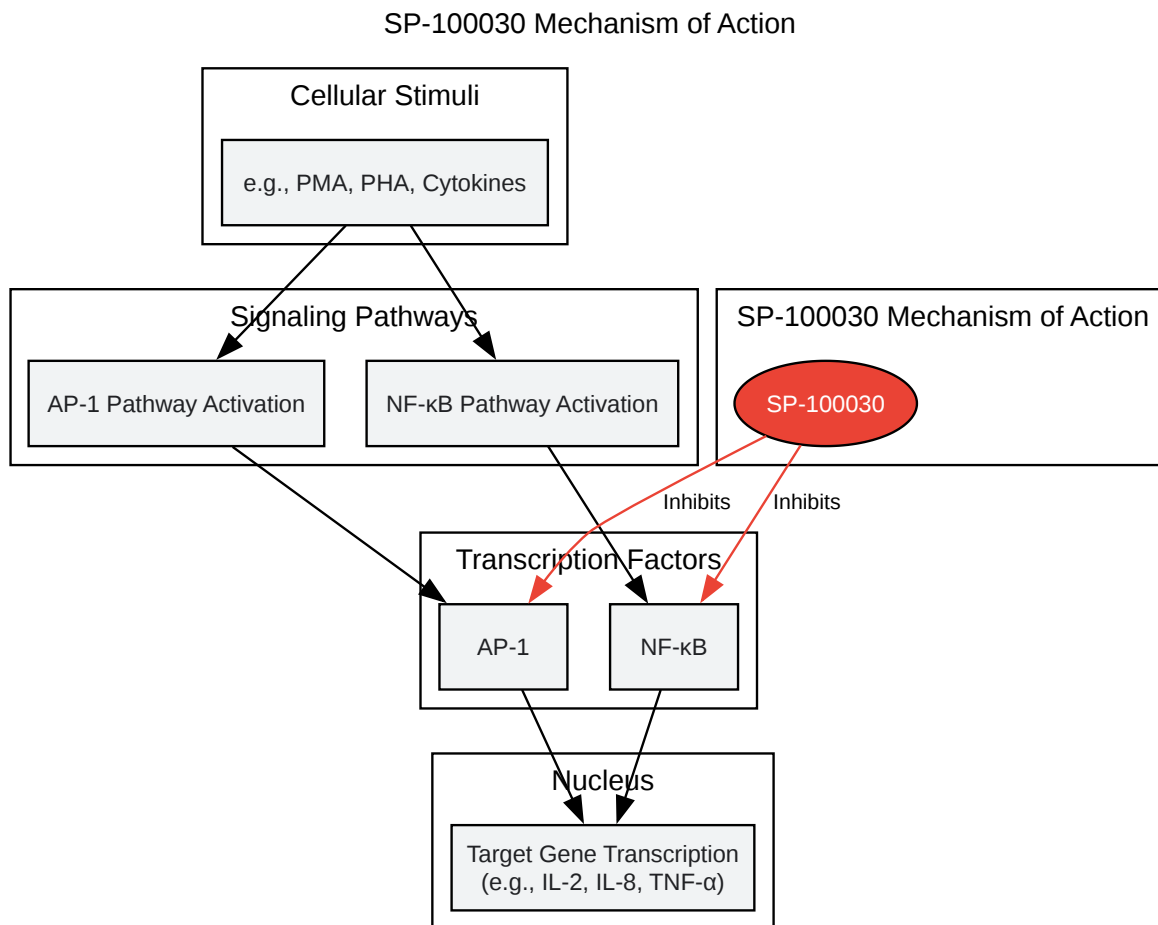 SP-100030 Mechanism of Action
Cellular Stimuli
e.g., PMA, PHA, Cytokines
Signaling Pathways
AP-1 Pathway Activation
NF-κB Pathway Activation
SP-100030 Mechanism of Action
SP-100030
Inhibits
Inhibits
Transcription Factors
AP-1
NF-κB
Nucleus
Target Gene Transcription
(e.g., IL-2, IL-8, TNF-α)